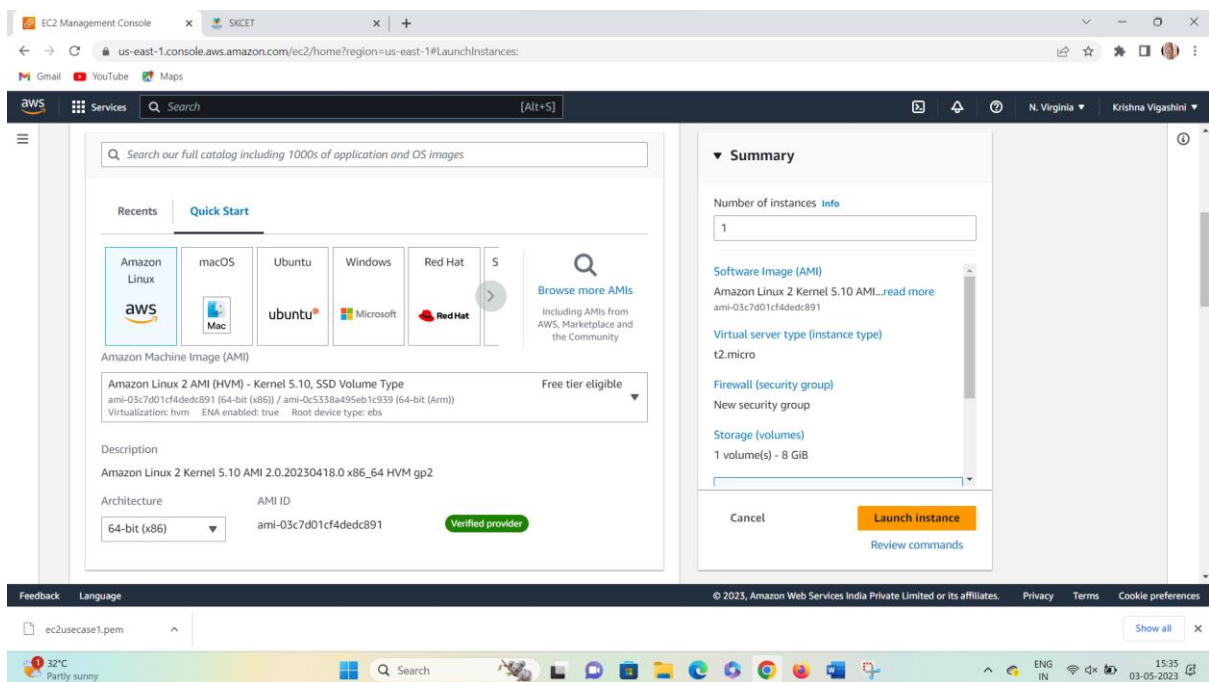 EC2 Management Console
SKCET
us-east-1.console.aws.amazon.com/ec2/home?region=us-east-1#LaunchInstances:
Gmail YouTube Maps
aws Services Search [Alt+S] N. Virginia Krishna Vigashini
Search our full catalog including 1000s of application and OS images
Recents Quick Start
Amazon Linux
aws
macOS
Mac
Ubuntu
ubuntu
Windows
Microsoft
Red Hat
Red Hat
S
Browse more AMIs
Including AMIs from
AWS, Marketplace and
the Community
Amazon Machine Image (AMI)
Amazon Linux 2 AMI (HVM) - Kernel 5.10, SSD Volume Type Free tier eligible
ami-03c7d01cf4dedc891 (64-bit (x86)) / ami-0c5338a495eb1c939 (64-bit (Arm))
Virtualization: hvm ENA enabled: true Root device type: ebs
Description
Amazon Linux 2 Kernel 5.10 AMI 2.0.20230418.0 x86_64 HVM gp2
Architecture AMI ID
64-bit (x86) ami-03c7d01cf4dedc891 Verified provider
Summary
Number of instances Info
1
Software Image (AMI)
Amazon Linux 2 Kernel 5.10 AMI...read more
ami-03c7d01cf4dedc891
Virtual server type (instance type)
t2.micro
Firewall (security group)
New security group
Storage (volumes)
1 volume(s) - 8 GiB
Cancel Launch instance
Review commands
Feedback Language © 2023, Amazon Web Services India Private Limited or its affiliates. Privacy Terms Cookie preferences
ec2usecase1.pem Show all
1 32°C
Partly sunny
Search
ENG
IN
15:35
03-05-2023